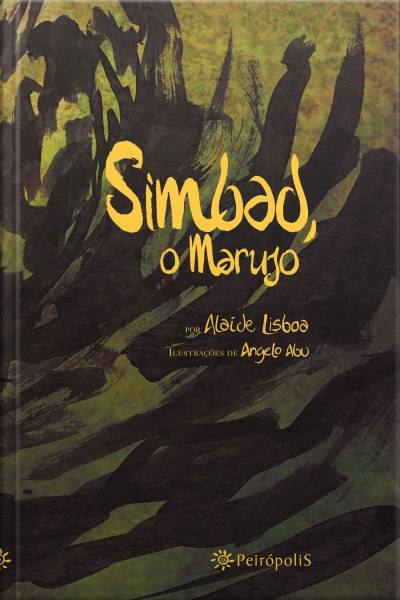 Simbad,
o Marujo
por Alaíde Lisboa
Ilustrações de Angelo Abu
PeirópoliS